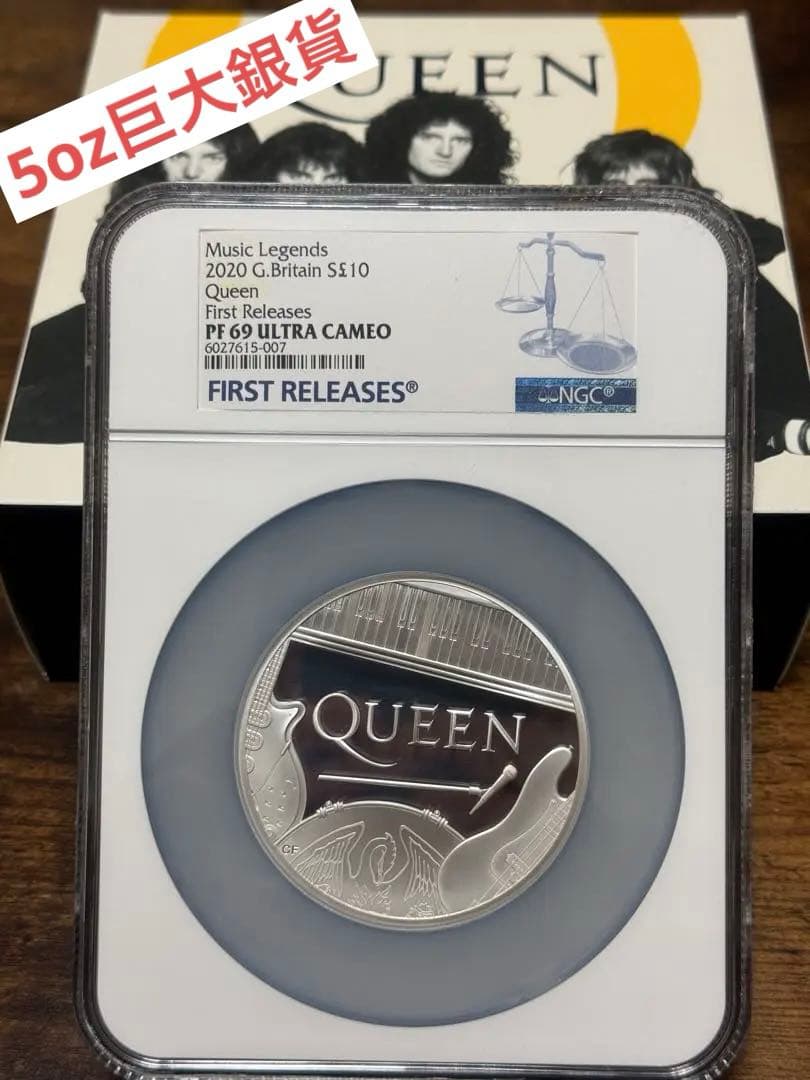 5oz巨大銀貨
QUEEN
Music Legends
2020 G.Britain S£10
Queen
First Releases
PF 69 ULTRA CAMEO
6027615-007
FIRST RELEASES®
NGC®
QUEEN
CF